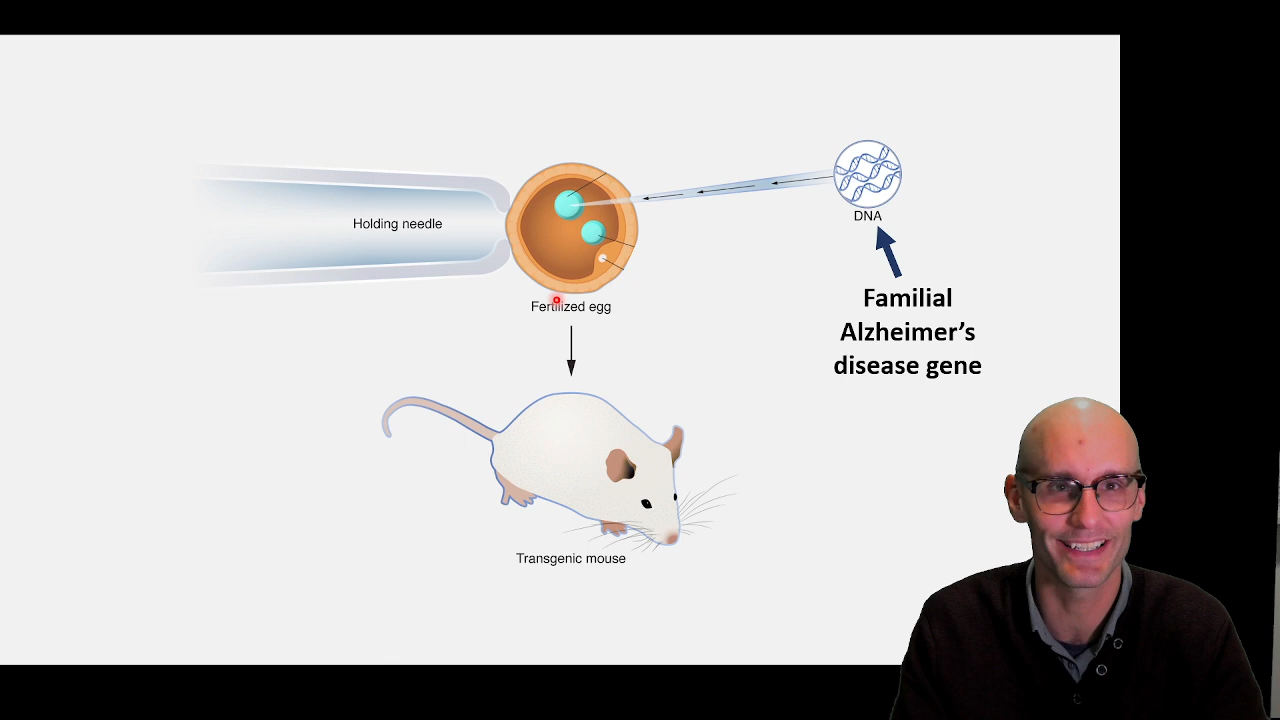 Holding needle
DNA
Fertilized egg
Familial
Alzheimer’s
disease gene
Transgenic mouse